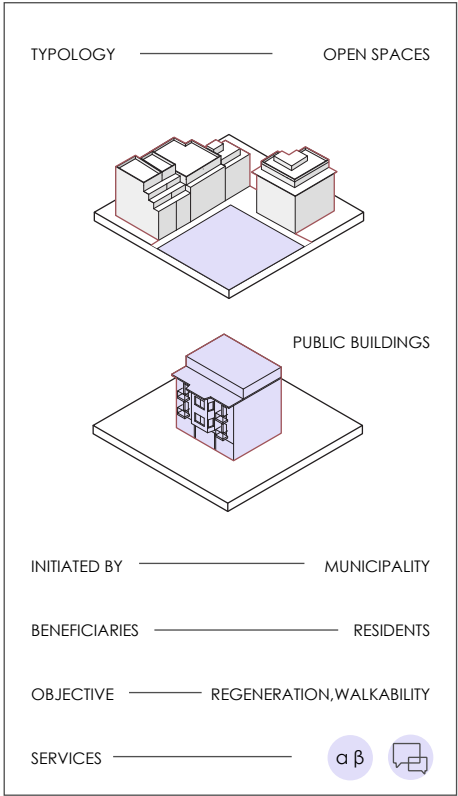 TYPOLOGY OPEN SPACES
PUBLIC BUILDINGS
INITIATED BY MUNICIPALITY
BENEFICIARIES RESIDENTS
OBJECTIVE REGENERATION,WALKABILITY
SERVICES α β